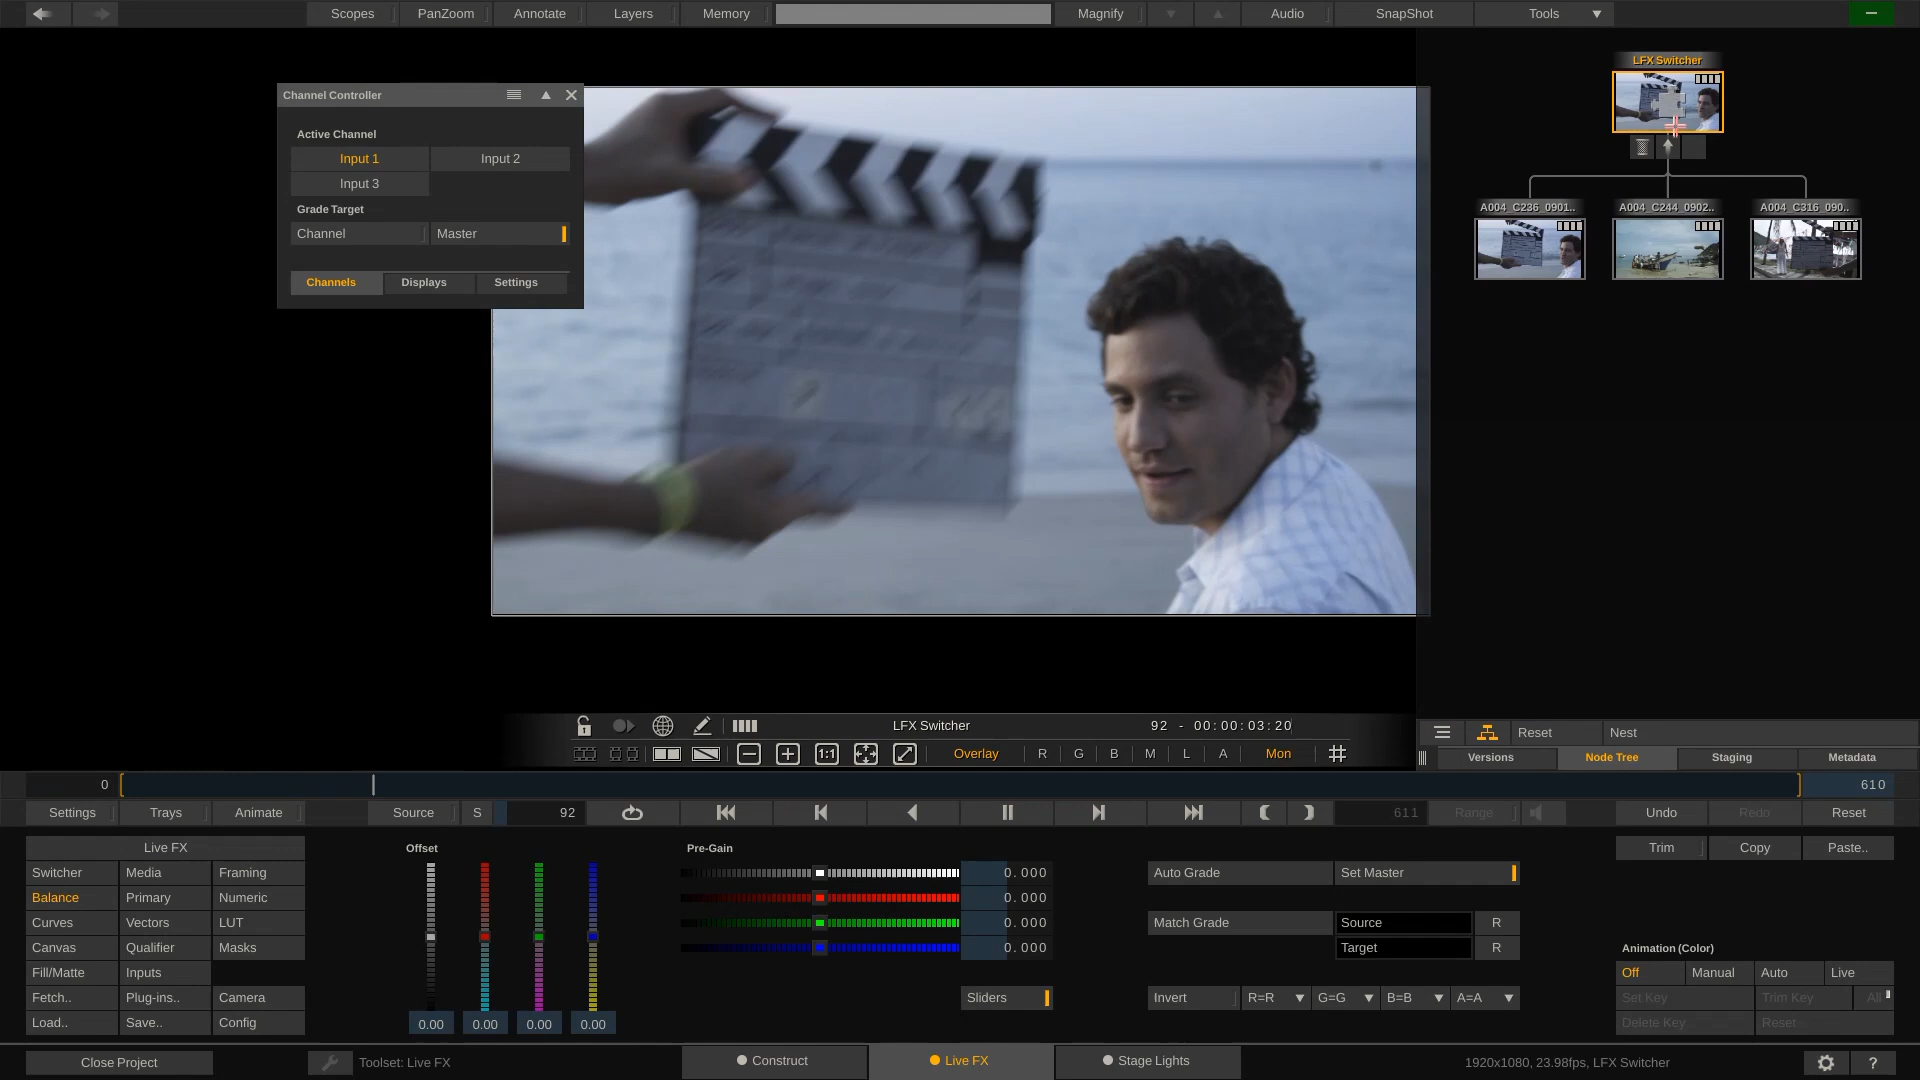 Scopes PanZoom Annotate Layers Memory Magnify Audio SnapShot Tools
LFX Switcher
Channel Controller
Active Channel
Input 1 Input 2
Input 3
Grade Target
Channel Master
Channels Displays Settings
A004_C236_0901.. A004_C244_0902.. A004_C316_090..
LFX Switcher 92 - 00:00:03:20
1:1 Overlay R G B M L A Mon
Reset Nest
Versions Node Tree Staging Metadata
0 610
Settings Trays Animate Source S 92 611 Range Undo Redo Reset
Live FX
Switcher Media Framing
Balance Primary Numeric
Curves Vectors LUT
Canvas Qualifier Masks
Fill/Matte Inputs
Fetch.. Plug-ins.. Camera
Load.. Save.. Config
Offset
0.00 0.00 0.00 0.00
Pre-Gain
0.000
0.000
0.000
0.000
Sliders
Auto Grade Set Master
Match Grade Source R
Target R
Invert R=R G=G B=B A=A
Trim Copy Paste..
Animation (Color)
Off Manual Auto Live
Set Key Trim Key All
Delete Key Reset
Close Project Toolset: Live FX Construct Live FX Stage Lights 1920x1080, 23.98fps, LFX Switcher ?